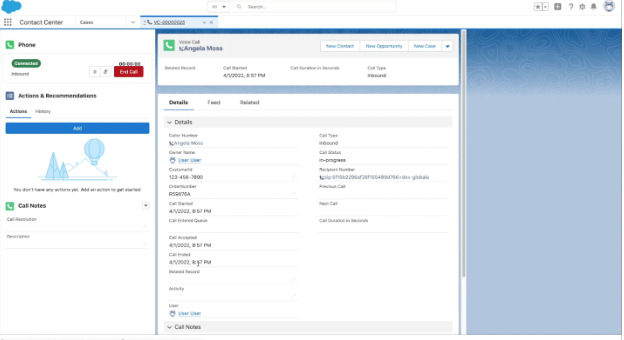 All
Search...
Contact Center
Cases
VC-00000025
Phone
Connected
00:00:00
Inbound
End Call
Actions & Recommendations
Actions
History
Add
You don't have any actions yet. Add an action to get started.
Call Notes
Call Resolution
Description
Voice Call
Angela Moss
New Contact
New Opportunity
New Case
Related Record
Call Started
Call Duration in Seconds
Call Type
4/1/2022, 8:57 PM
Inbound
Details
Feed
Related
Details
Caller Number
Angela Moss
Owner Name
User User
CustomerId
123-456-7890
OrderNumber
Call Started
4/1/2022, 8:57 PM
Call Entered Queue
Call Accepted
4/1/2022, 8:57 PM
Call Ended
4/1/2022, 8:57 PM
Related Record
Activity
User
User User
Call Type
Inbound
Call Status
in-progress
Recipient Number
Previous Call
Next Call
Call Duration in Seconds
Call Notes